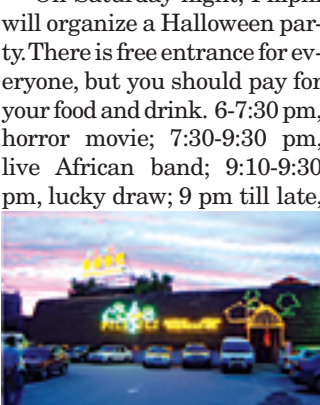 On Saturday night, Pilipili
will organize a Halloween par-
ty. There is free entrance for ev-
eryone, but you should pay for
your food and drink. 6-7:30 pm,
horror movie; 7:30-9:30 pm,
live African band; 9:10-9:30
pm, lucky draw; 9 pm till late,